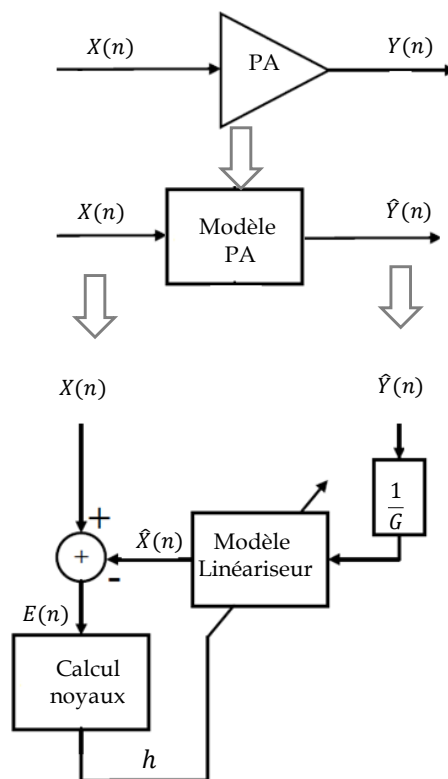 X(n)
PA
Y(n)
X(n)
Modèle
PA
Ŷ(n)
X(n)
Ŷ(n)
1
G
+
+
X̂(n)
-
Modèle
Linéariseur
E(n)
Calcul
noyaux
h